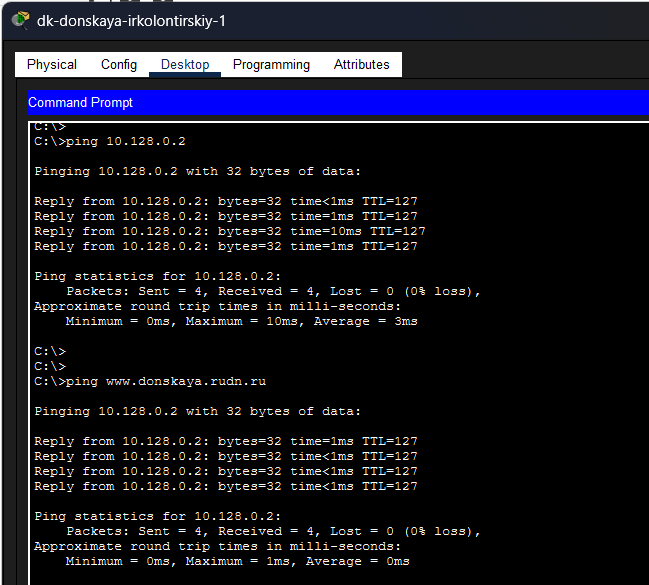 dk-donskaya-irkolontirskiy-1
Physical Config Desktop Programming Attributes
Command Prompt
C:\>
C:\>ping 10.128.0.2
Pinging 10.128.0.2 with 32 bytes of data:
Reply from 10.128.0.2: bytes=32 time<1ms TTL=127
Reply from 10.128.0.2: bytes=32 time=1ms TTL=127
Reply from 10.128.0.2: bytes=32 time=10ms TTL=127
Reply from 10.128.0.2: bytes=32 time=1ms TTL=127
Ping statistics for 10.128.0.2:
Packets: Sent = 4, Received = 4, Lost = 0 (0% loss),
Approximate round trip times in milli-seconds:
Minimum = 0ms, Maximum = 10ms, Average = 3ms
C:\>
C:\>
C:\>ping www.donskaya.rudn.ru
Pinging 10.128.0.2 with 32 bytes of data:
Reply from 10.128.0.2: bytes=32 time=1ms TTL=127
Reply from 10.128.0.2: bytes=32 time<1ms TTL=127
Reply from 10.128.0.2: bytes=32 time<1ms TTL=127
Reply from 10.128.0.2: bytes=32 time<1ms TTL=127
Ping statistics for 10.128.0.2:
Packets: Sent = 4, Received = 4, Lost = 0 (0% loss),
Approximate round trip times in milli-seconds:
Minimum = 0ms, Maximum = 1ms, Average = 0ms